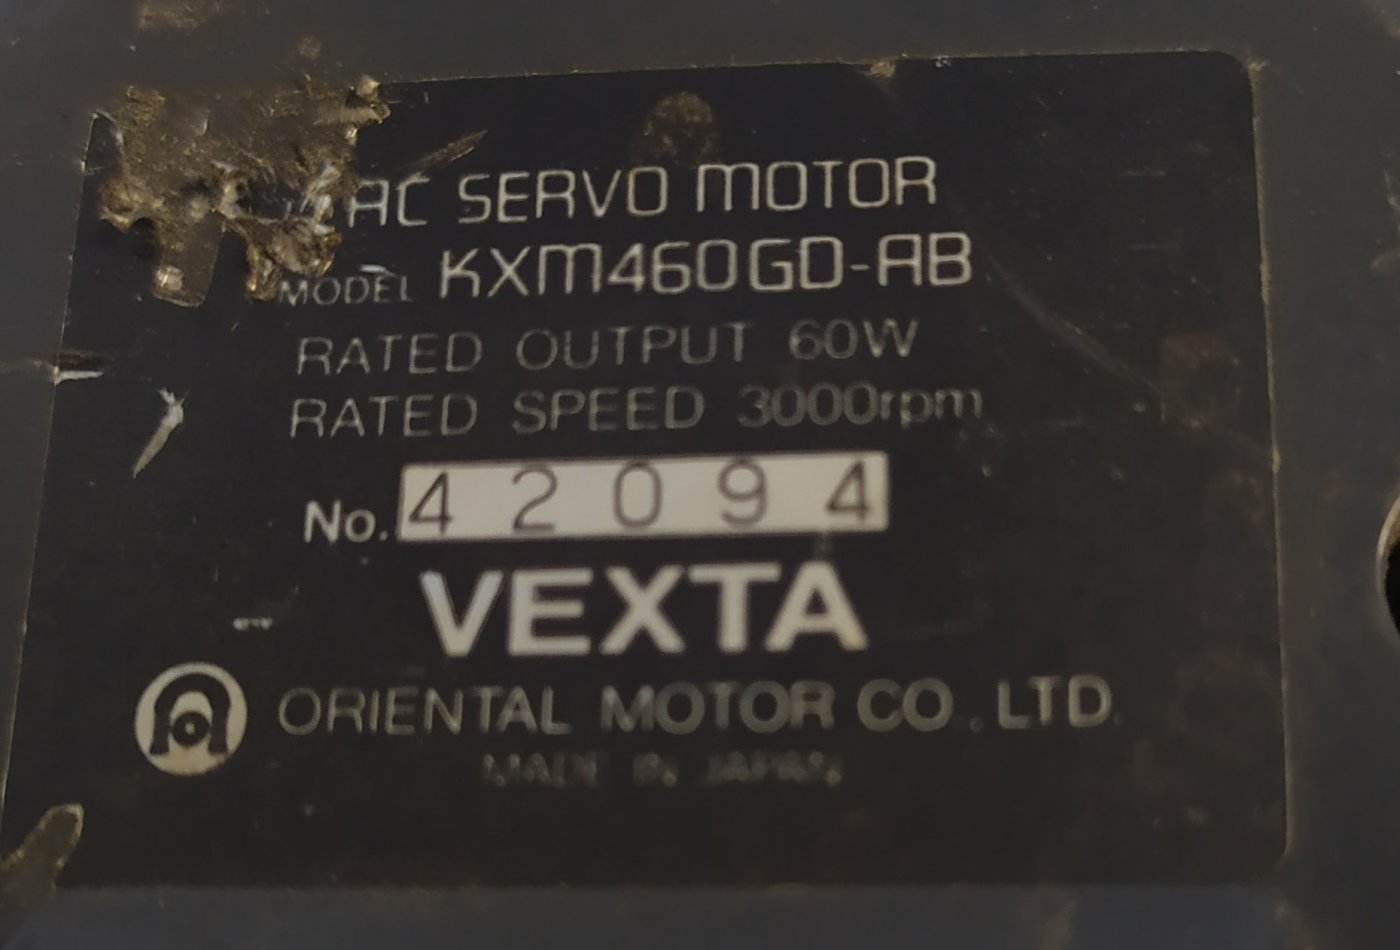 AC SERVO MOTOR
MODEL KXM460GD-AB
RATED OUTPUT 60W
RATED SPEED 3000rpm
No. 42094
VEXTA
ORIENTAL MOTOR CO., LTD.
MADE IN JAPAN